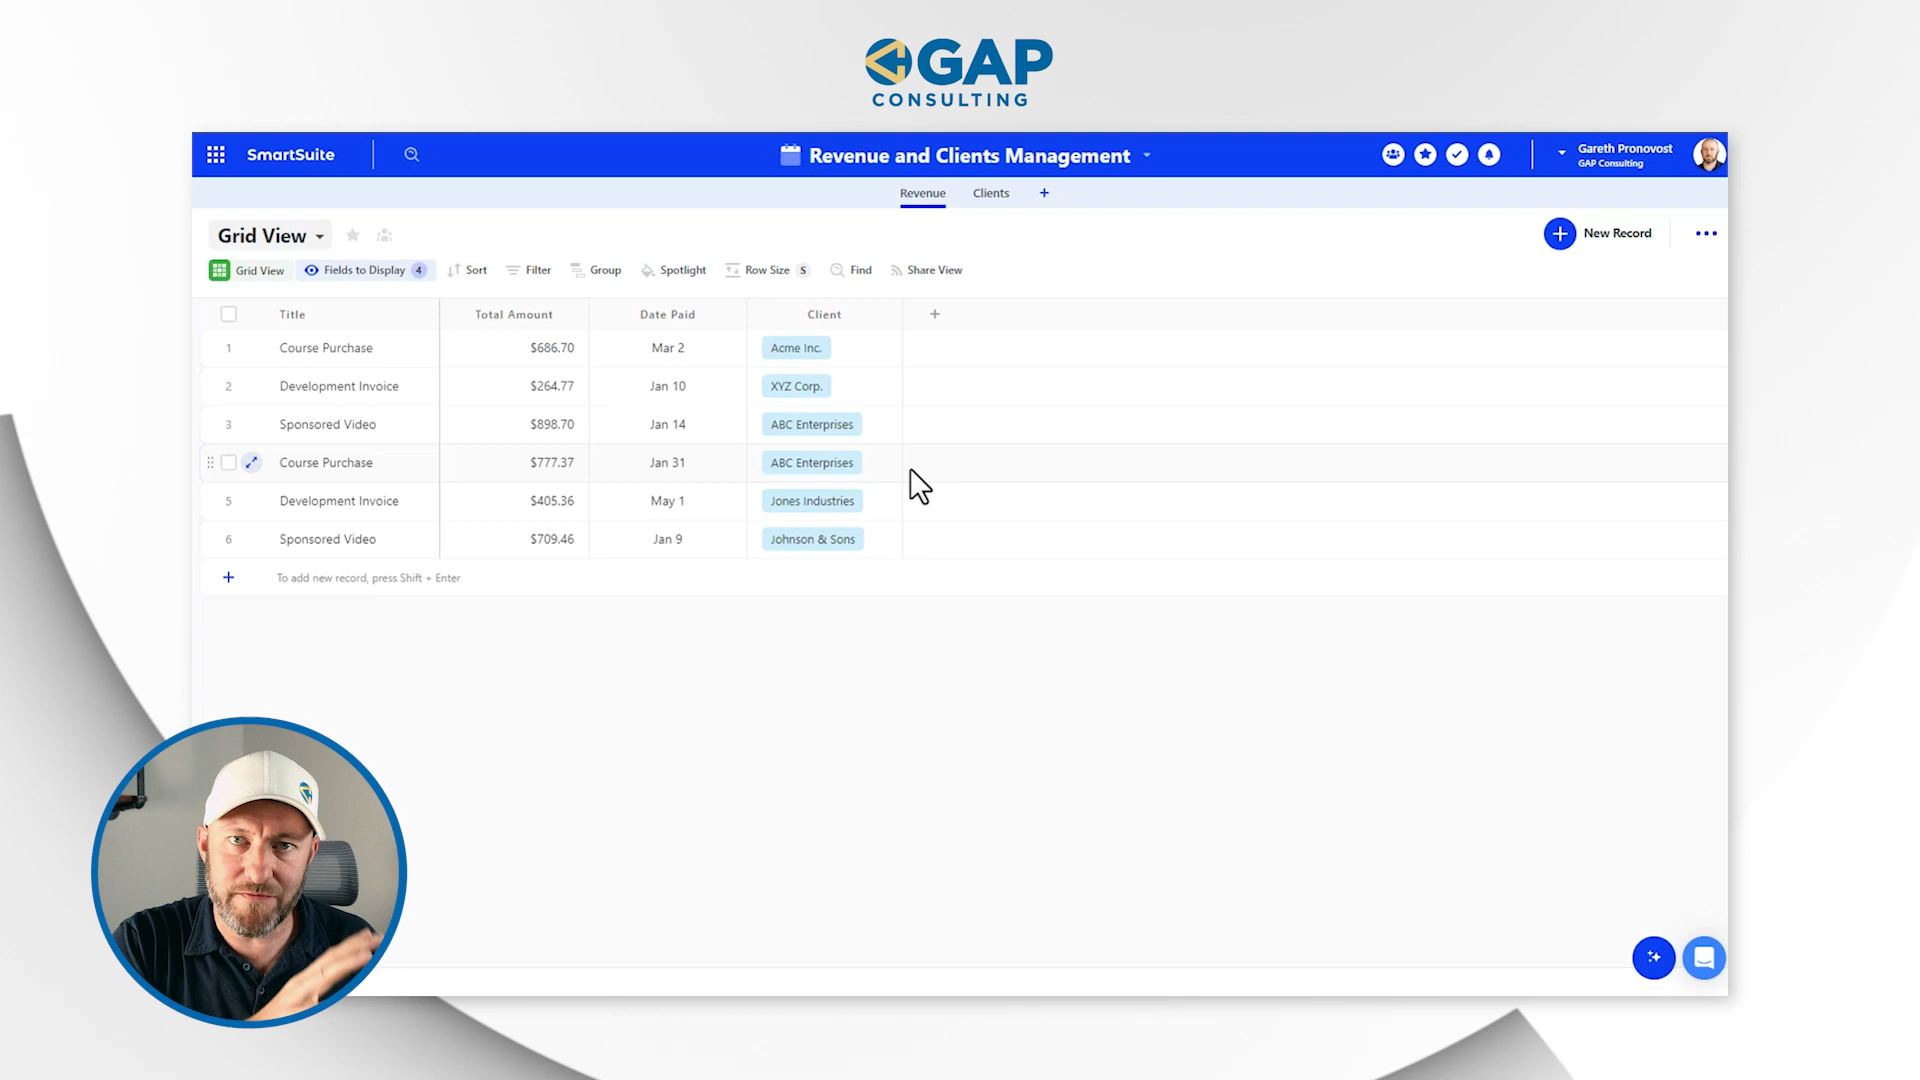 GAP
CONSULTING
SmartSuite
Revenue and Clients Management
Gareth Pronovost
GAP Consulting
Revenue Clients +
Grid View
New Record
Grid View Fields to Display 4 Sort Filter Group Spotlight Row Size S Find Share View
Title Total Amount Date Paid Client +
1 Course Purchase $686.70 Mar 2 Acme Inc.
2 Development Invoice $264.77 Jan 10 XYZ Corp.
3 Sponsored Video $898.70 Jan 14 ABC Enterprises
Course Purchase $777.37 Jan 31 ABC Enterprises
5 Development Invoice $405.36 May 1 Jones Industries
6 Sponsored Video $709.46 Jan 9 Johnson & Sons
+ To add new record, press Shift + Enter